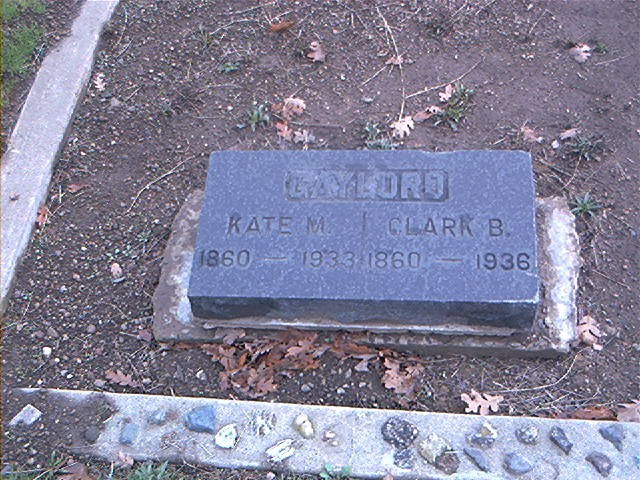 GAYLORD
KATE M. | CLARK B.
1860 — 1933 1860 — 1936